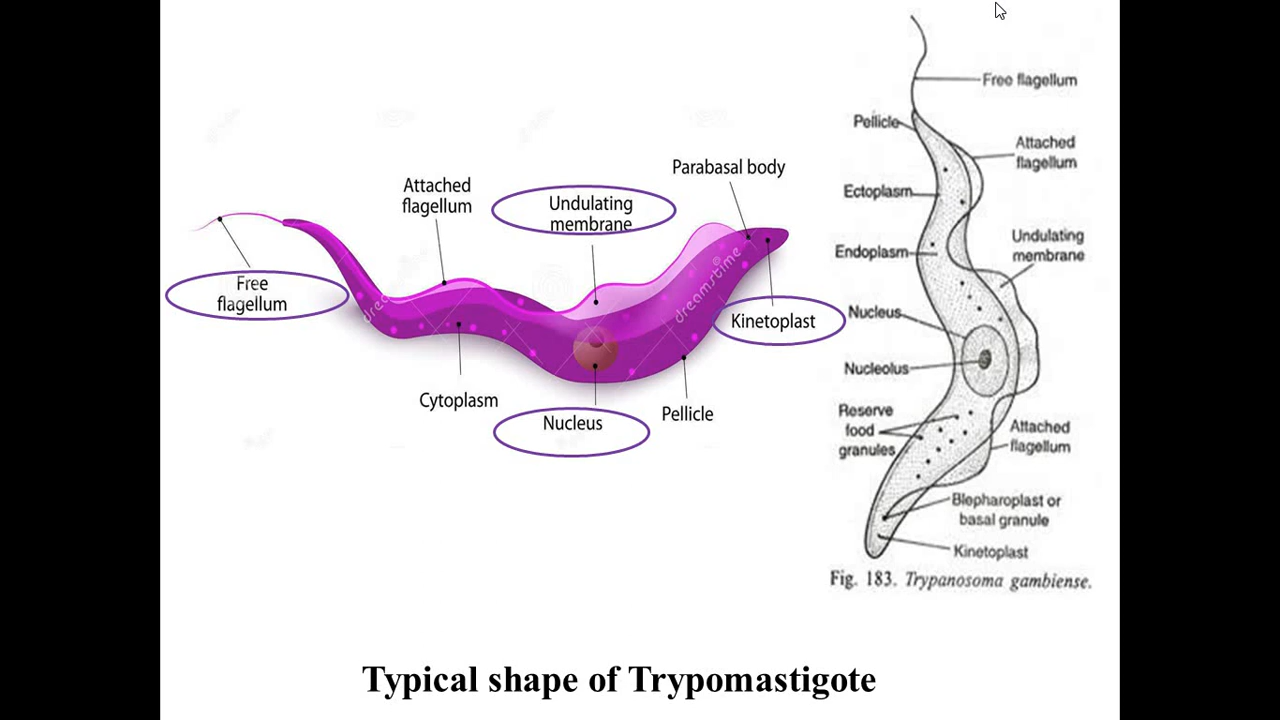 Attached
flagellum
Undulating
membrane
Parabasal body
Free
flagellum
Kinetoplast
Cytoplasm
Nucleus
Pellicle
dreamstime
Free flagellum
Pellicle
Attached
flagellum
Ectoplasm
Endoplasm
Undulating
membrane
Nucleus
Nucleolus
Reserve
food
granules
Attached
flagellum
Blepharoplast or
basal granule
Kinetoplast
Fig. 183. Trypanosoma gambiense.
Typical shape of Trypomastigote